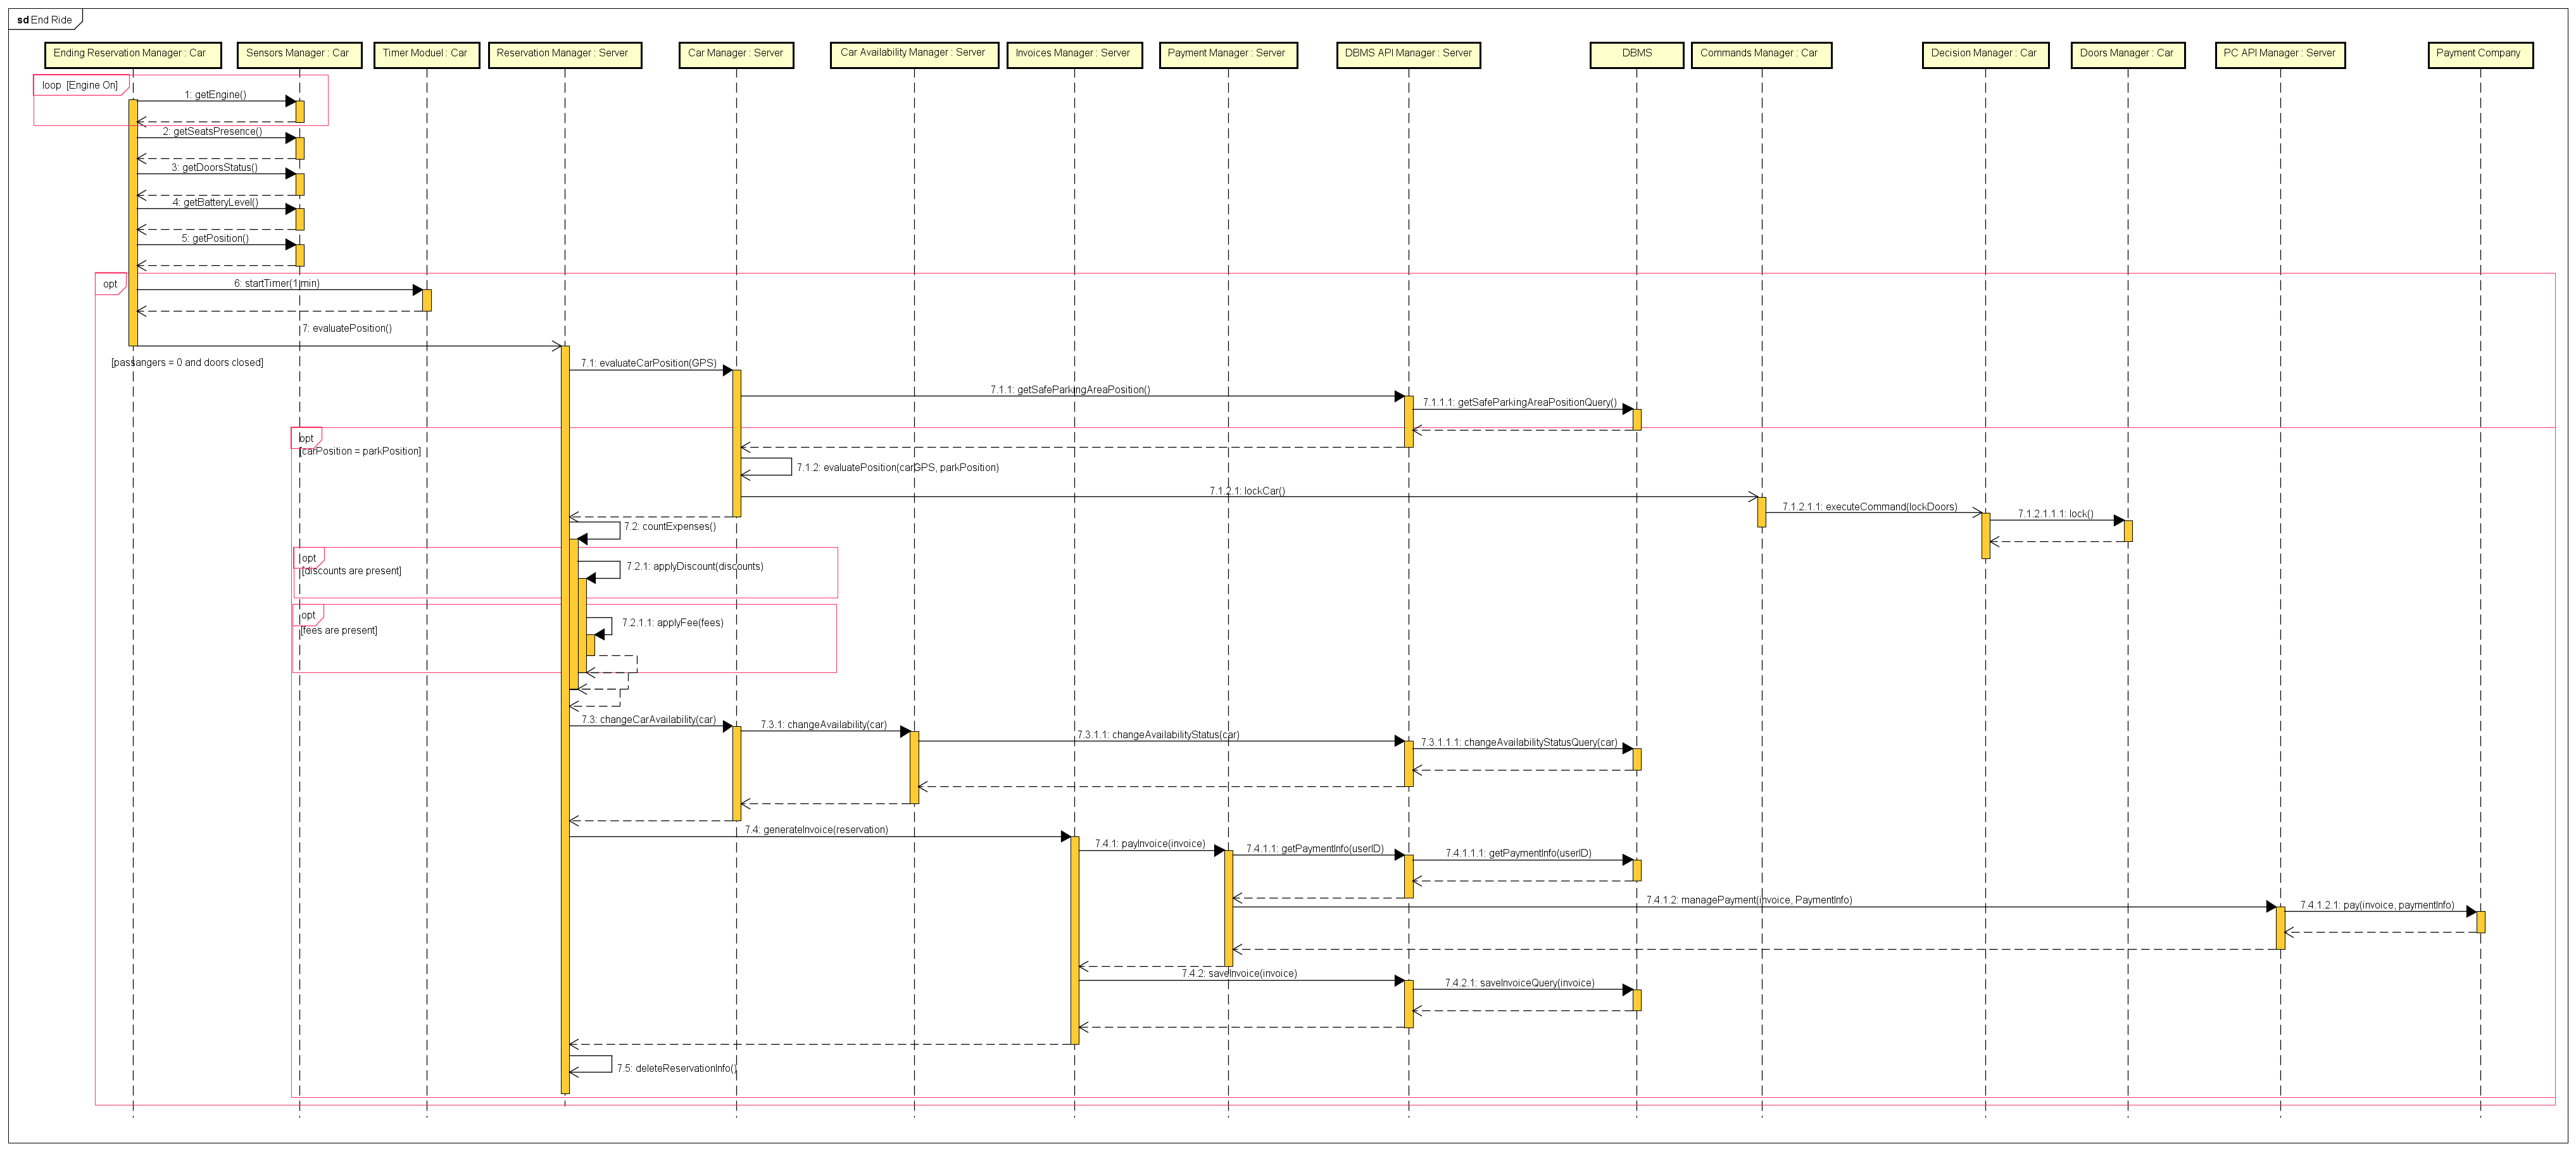 sd End Ride
Ending Reservation Manager : Car
Sensors Manager : Car
Timer Moduel : Car
Reservation Manager : Server
Car Manager : Server
Car Availability Manager : Server
Invoices Manager : Server
Payment Manager : Server
DBMS API Manager : Server
DBMS
Commands Manager : Car
Decision Manager : Car
Doors Manager : Car
PC API Manager : Server
Payment Company
loop [Engine On]
1: getEngine()
2: getSeatsPresence()
3: getDoorsStatus()
4: getBatteryLevel()
5: getPosition()
opt
6: startTimer(1 min)
7: evaluatePosition()
[passangers = 0 and doors closed]
7.1: evaluateCarPosition(GPS)
7.1.1: getSafeParkingAreaPosition()
7.1.1.1: getSafeParkingAreaPositionQuery()
opt
[carPosition = parkPosition]
7.1.2: evaluatePosition(carGPS, parkPosition)
7.1.2.1: lockCar()
7.1.2.1.1: executeCommand(lockDoors)
7.1.2.1.1.1: lock()
7.2: countExpenses()
opt
[discounts are present]
7.2.1: applyDiscount(discounts)
opt
[fees are present]
7.2.1.1: applyFee(fees)
7.3: changeCarAvailability(car)
7.3.1: changeAvailability(car)
7.3.1.1: changeAvailabilityStatus(car)
7.3.1.1.1: changeAvailabilityStatusQuery(car)
7.4: generateInvoice(reservation)
7.4.1: payInvoice(invoice)
7.4.1.1: getPaymentInfo(userID)
7.4.1.1.1: getPaymentInfo(userID)
7.4.1.2: managePayment(invoice, PaymentInfo)
7.4.1.2.1: pay(invoice, paymentInfo)
7.4.2: saveInvoice(invoice)
7.4.2.1: saveInvoiceQuery(invoice)
7.5: deleteReservationInfo()